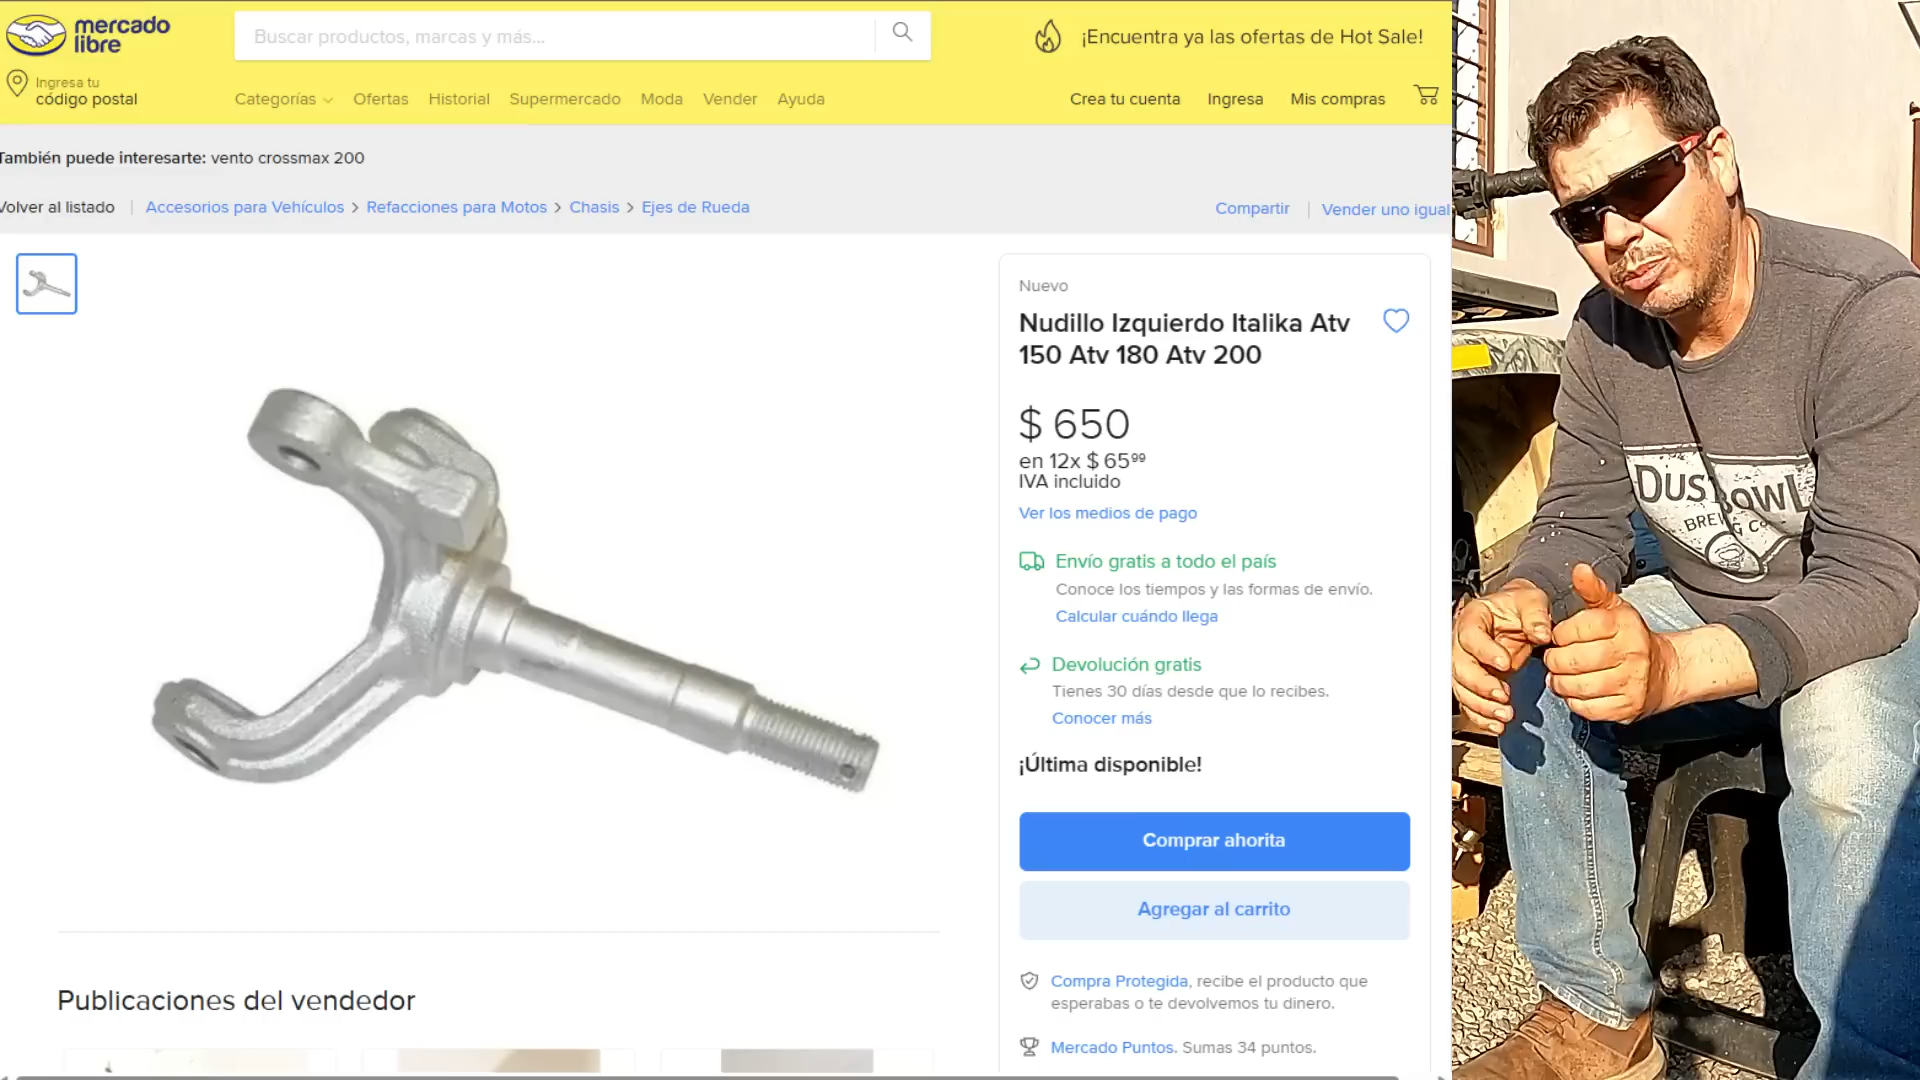 mercado
libre
Buscar productos, marcas y más...
¡Encuentra ya las ofertas de Hot Sale!
Ingresa tu
código postal
Categorías Ofertas Historial Supermercado Moda Vender Ayuda
Crea tu cuenta Ingresa Mis compras
También puede interesarte: vento crossmax 200
Volver al listado | Accesorios para Vehículos > Refacciones para Motos > Chasis > Ejes de Rueda
Compartir | Vender uno igual
Nuevo
Nudillo Izquierdo Italika Atv
150 Atv 180 Atv 200
$ 650
en 12x $ 65⁹⁹
IVA incluido
Ver los medios de pago
Envío gratis a todo el país
Conoce los tiempos y las formas de envío.
Calcular cuándo llega
Devolución gratis
Tienes 30 días desde que lo recibes.
Conocer más
¡Última disponible!
Comprar ahorita
Agregar al carrito
Compra Protegida, recibe el producto que
esperabas o te devolvemos tu dinero.
Mercado Puntos. Sumas 34 puntos.
Publicaciones del vendedor
DUSTBOWL
BREWING CO